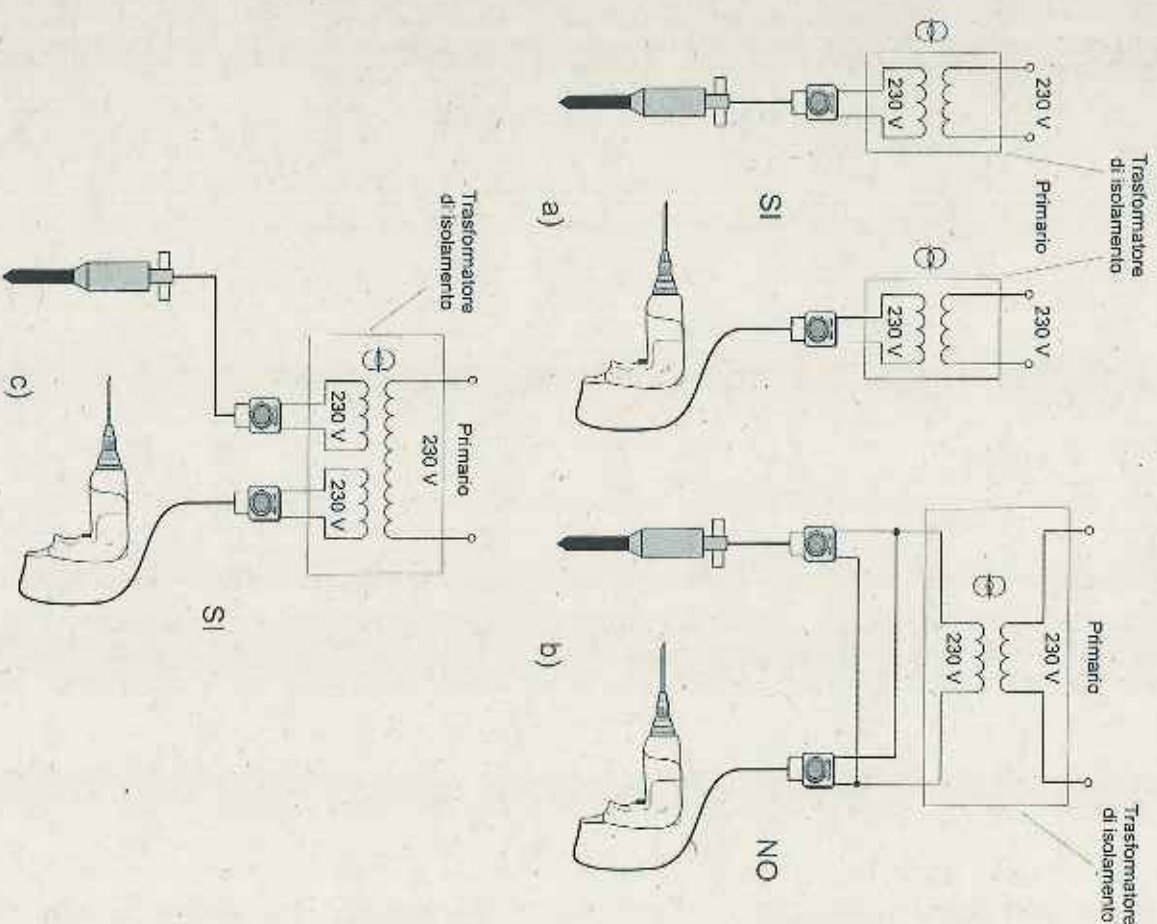 Trasformatore
di isolamento
230 V
Primario
230 V
230 V
230 V
SI
a)
Trasformatore
di isolamento
Primario
230 V
230 V
NO
b)
Trasformatore
di isolamento
Primario
230 V
230 V
230 V
SI
c)